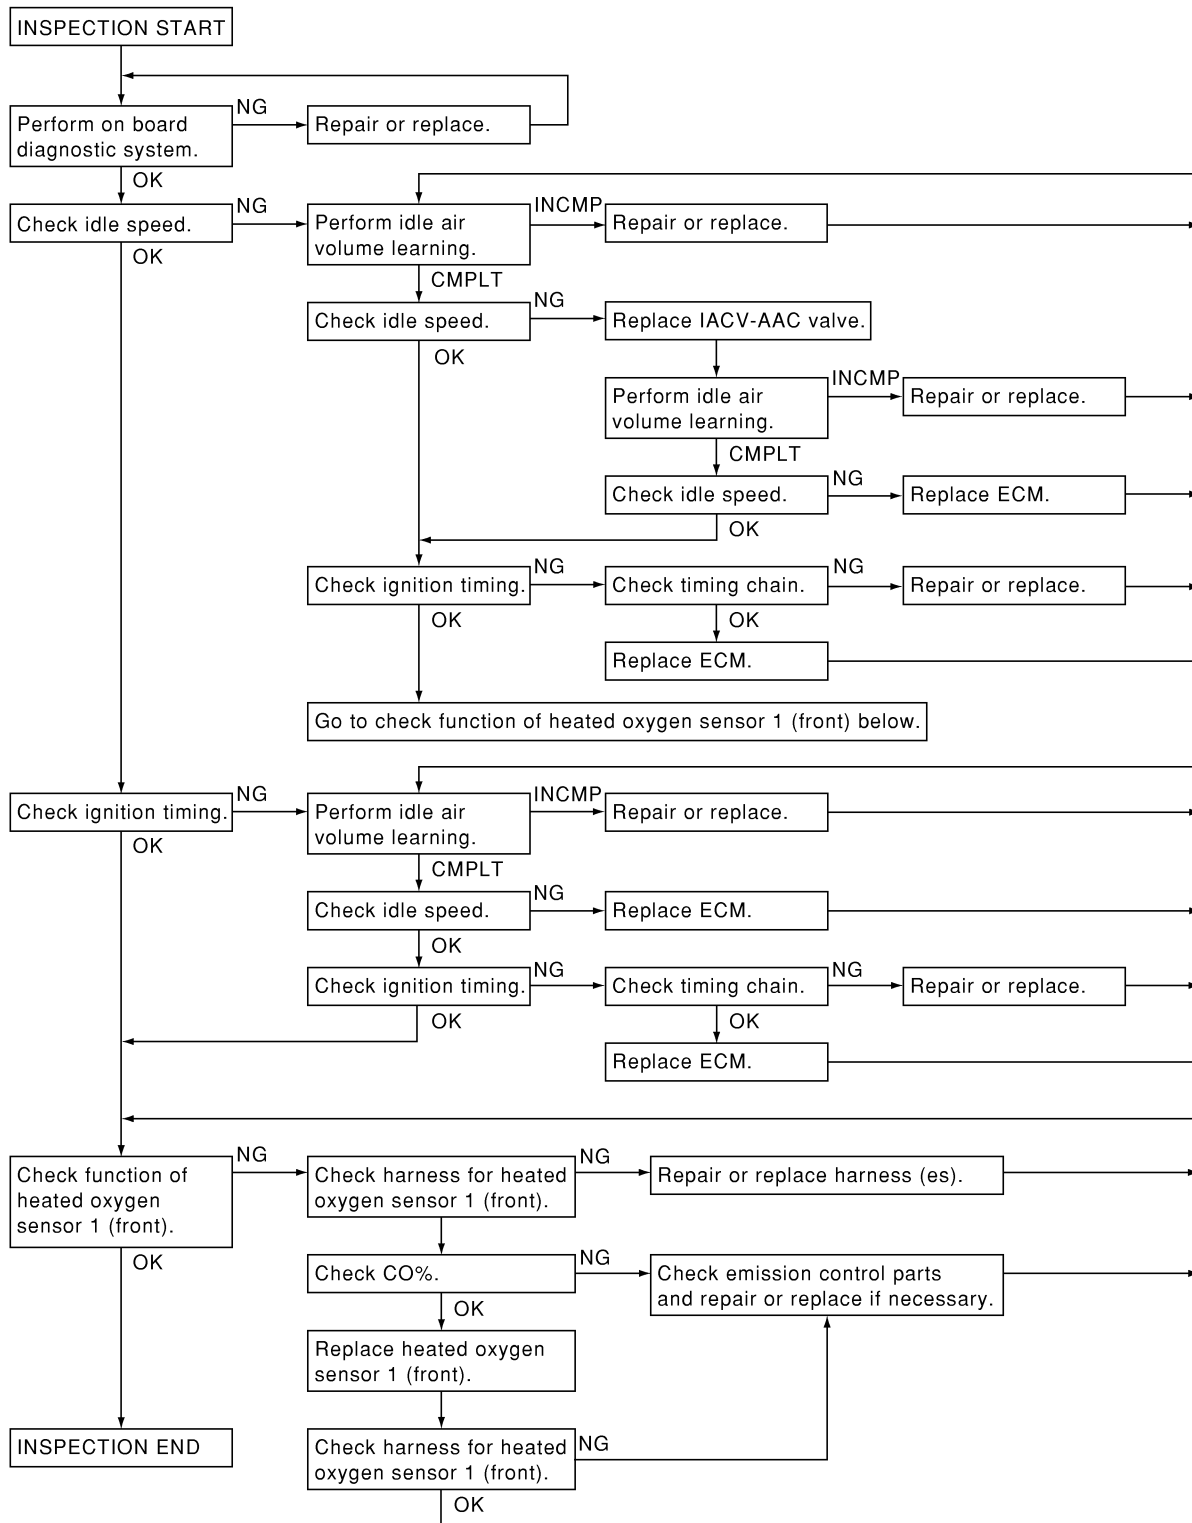 INSPECTION START
NG
Perform on board
diagnostic system.
Repair or replace.
OK
Check idle speed.
NG
Perform idle air
volume learning.
INCMP
Repair or replace.
OK
CMPLT
Check idle speed.
NG
Replace IACV-AAC valve.
OK
Perform idle air
volume learning.
INCMP
Repair or replace.
CMPLT
Check idle speed.
NG
Replace ECM.
OK
Check ignition timing.
NG
Check timing chain.
NG
Repair or replace.
OK
OK
Replace ECM.
Go to check function of heated oxygen sensor 1 (front) below.
Check ignition timing.
NG
Perform idle air
volume learning.
INCMP
Repair or replace.
OK
CMPLT
Check idle speed.
NG
Replace ECM.
OK
Check ignition timing.
NG
Check timing chain.
NG
Repair or replace.
OK
OK
Replace ECM.
Check function of
heated oxygen
sensor 1 (front).
NG
Check harness for heated
oxygen sensor 1 (front).
NG
Repair or replace harness (es).
OK
Check CO%.
NG
Check emission control parts
and repair or replace if necessary.
OK
Replace heated oxygen
sensor 1 (front).
INSPECTION END
Check harness for heated
oxygen sensor 1 (front).
NG
OK